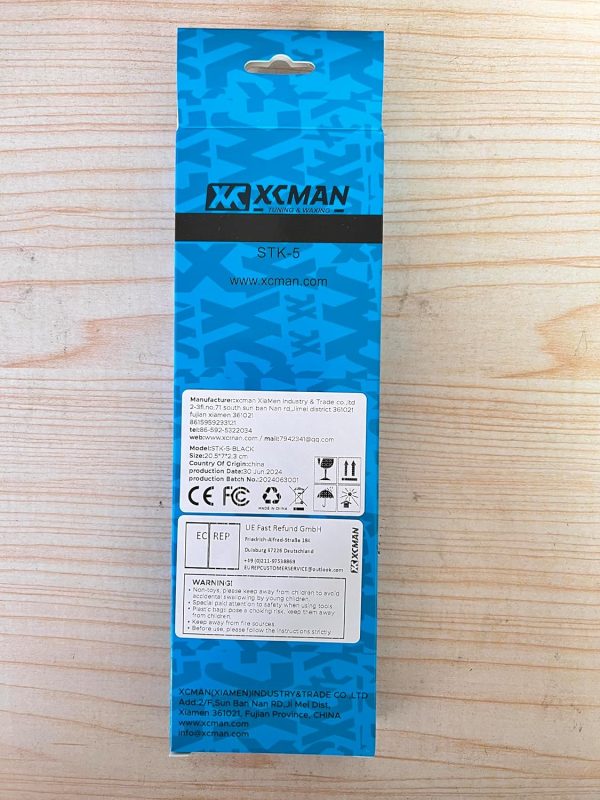 XCMAN
TUNING & WAXING
STK-5
www.xcman.com
Manufacture:xcman XiaMen Industry & Trade co.,ltd
2-3fl,no.71 south sun ban Nan rd,Jimei district 361021
fujian xiamen 361021
8615959293121
tel:86-592-5322034
web:www.xcman.com / mail:7942341@qq.com
Model:STK-5-BLACK
Size:20.5*7*2.3 cm
Country Of Origin:china
production Date:30 Jun,2024
production Batch No.:2024063001
CE FC
MADE IN CHINA
EC REP
UE Fast Refund GmbH
Friedrich-Alfred-Straße 184
Duisburg 47226 Deutschland
EUREPCUSTOMERSERVICE@outlook.com
XCMAN
WARNING!
• Non-toys, please keep away from children to avoid
accidental swallowing by young children.
• Special paid attention to safety when using tools.
• Plastic bags pose a choking risk, keep them away
from children.
• Keep away from fire sources.
• Before use, please follow the instructions strictly.
XCMAN(XIAMEN)INDUSTRY&TRADE CO.,LTD
Add:2/F,Sun Ban Nan RD,Ji Mei Dist,
Xiamen 361021, Fujian Province, CHINA
www.xcman.com
info@xcman.com